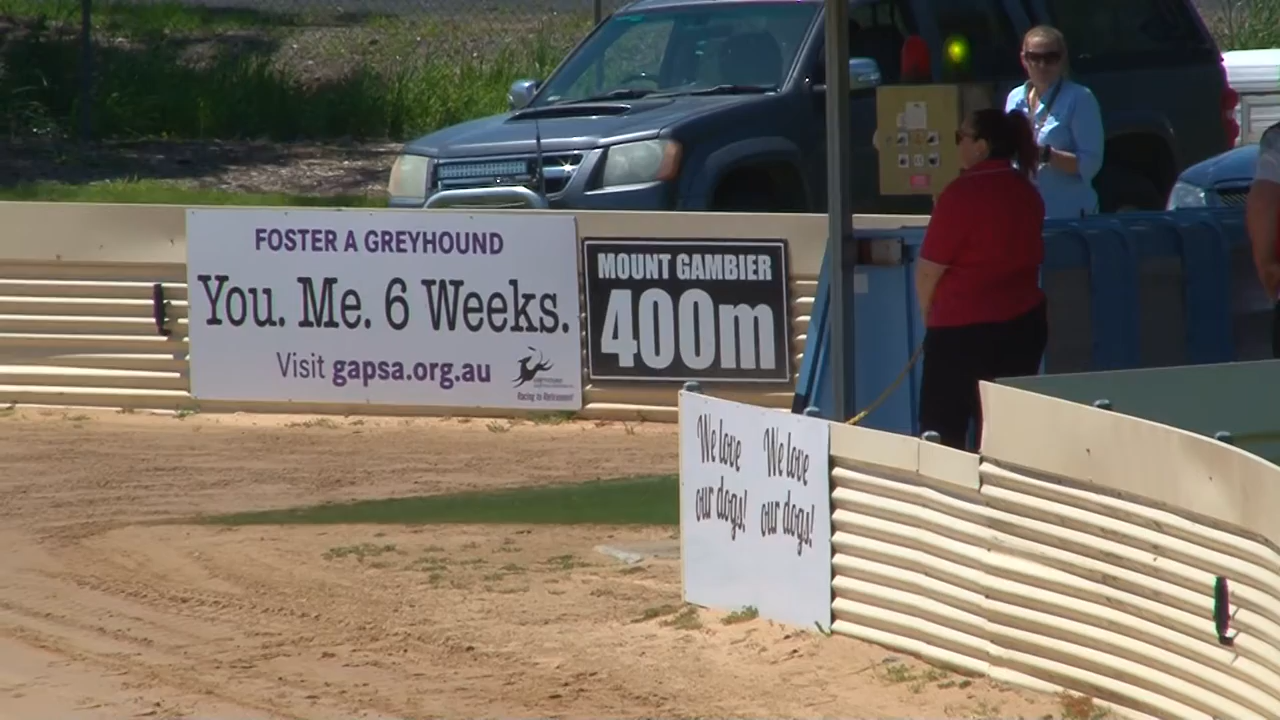 FOSTER A GREYHOUND
You. Me. 6 Weeks.
Visit gapsa.org.au
Racing to Retirement
MOUNT GAMBIER
400m
We love
our dogs!
We love
our dogs!